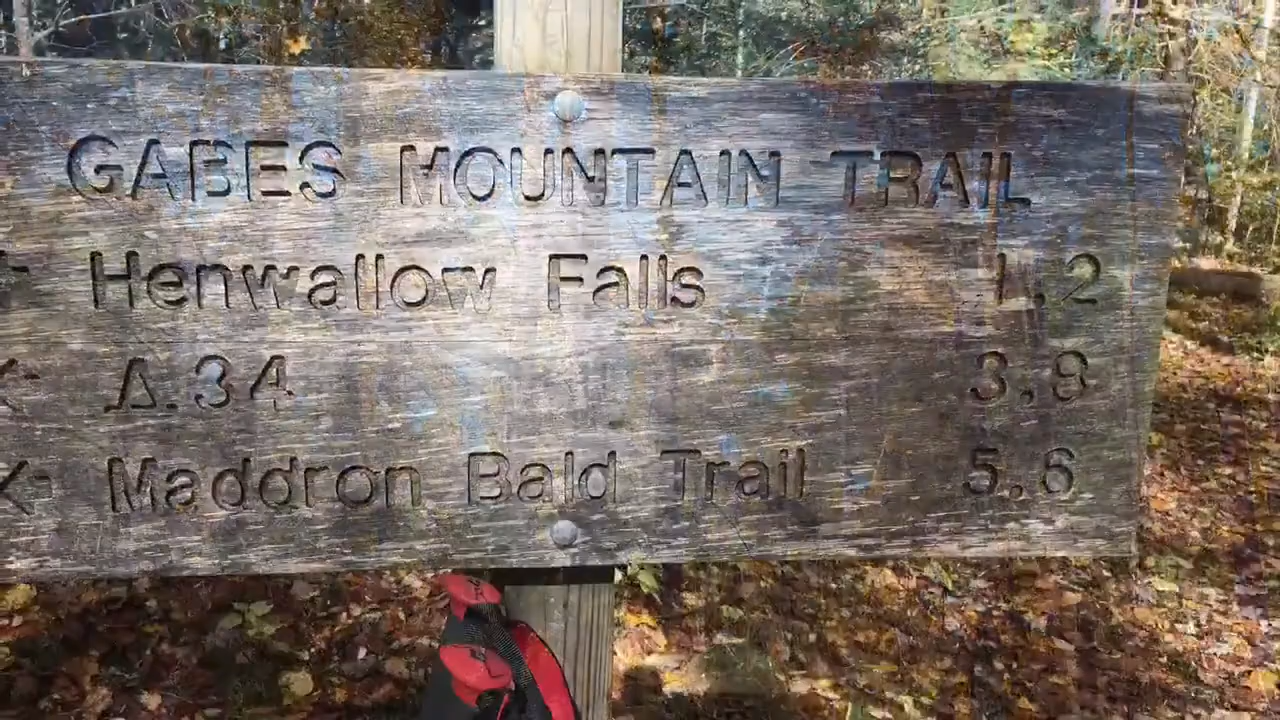 GABES MOUNTAIN TRAIL
Henwallow Falls 1.2
Δ.34 3.9
Maddron Bald Trail 5.6